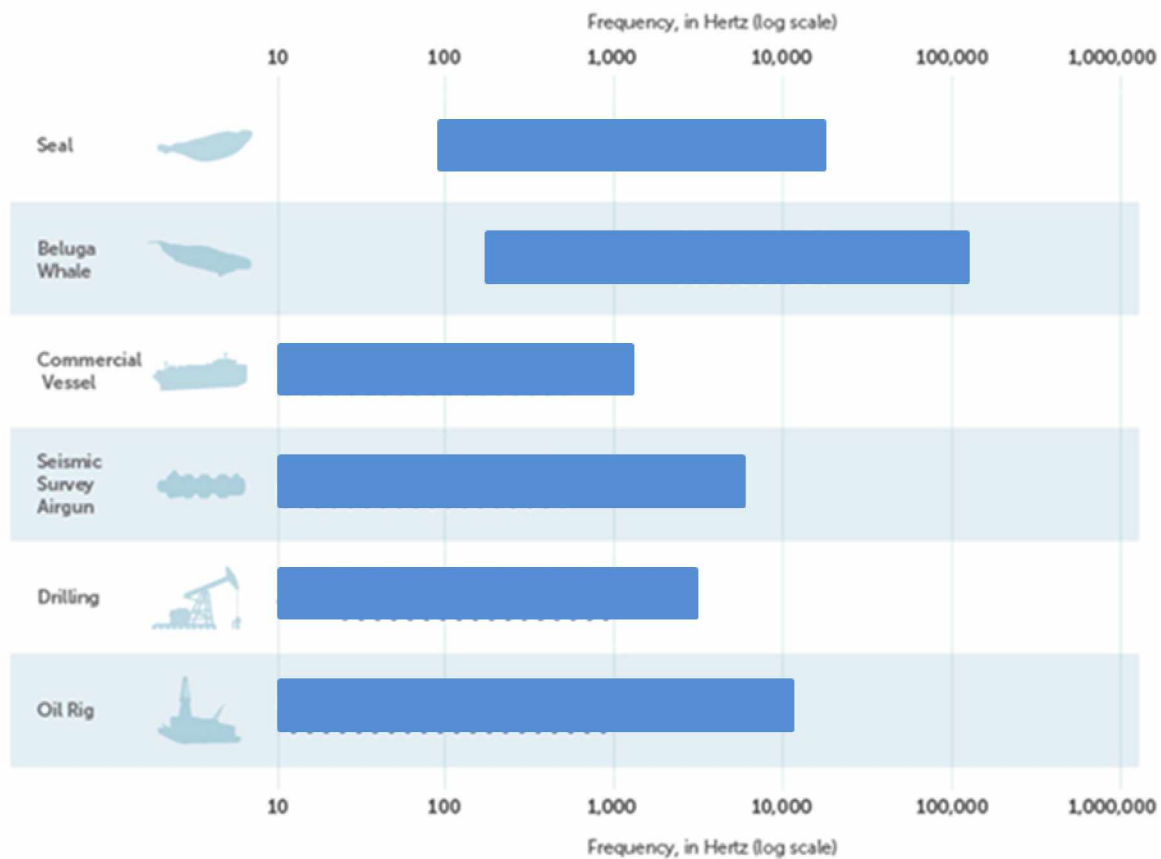 Frequency, in Hertz (log scale)
10 100 1,000 10,000 100,000 1,000,000
Seal
Beluga
Whale
Commercial
Vessel
Seismic
Survey
Airgun
Drilling
Oil Rig
10 100 1,000 10,000 100,000 1,000,000
Frequency, in Hertz (log scale)